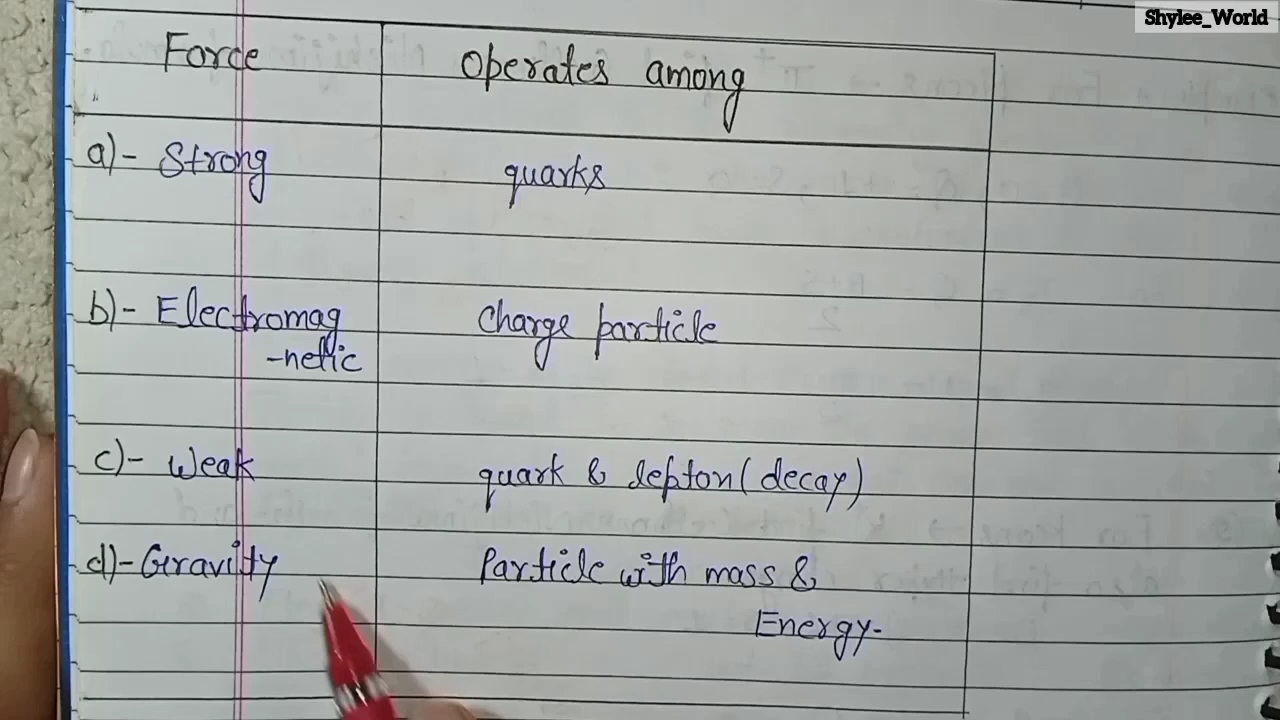 Shylee_World
Force Operates among
a)- Strong quarks
b)- Electromag charge particle
-netic
c)- Weak quark & lepton (decay)
d)- Gravity Particle with mass &
Energy-